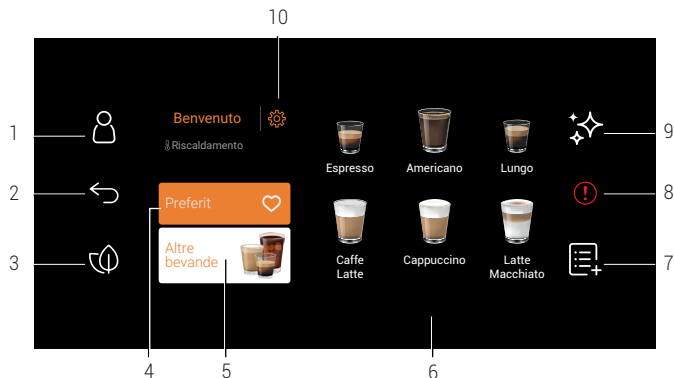 10
1
2
3
Benvenuto
Riscaldamento
Preferit
Altre
bevande
Espresso
Americano
Lungo
Caffe
Latte
Cappuccino
Latte
Macchiato
9
8
7
4
5
6